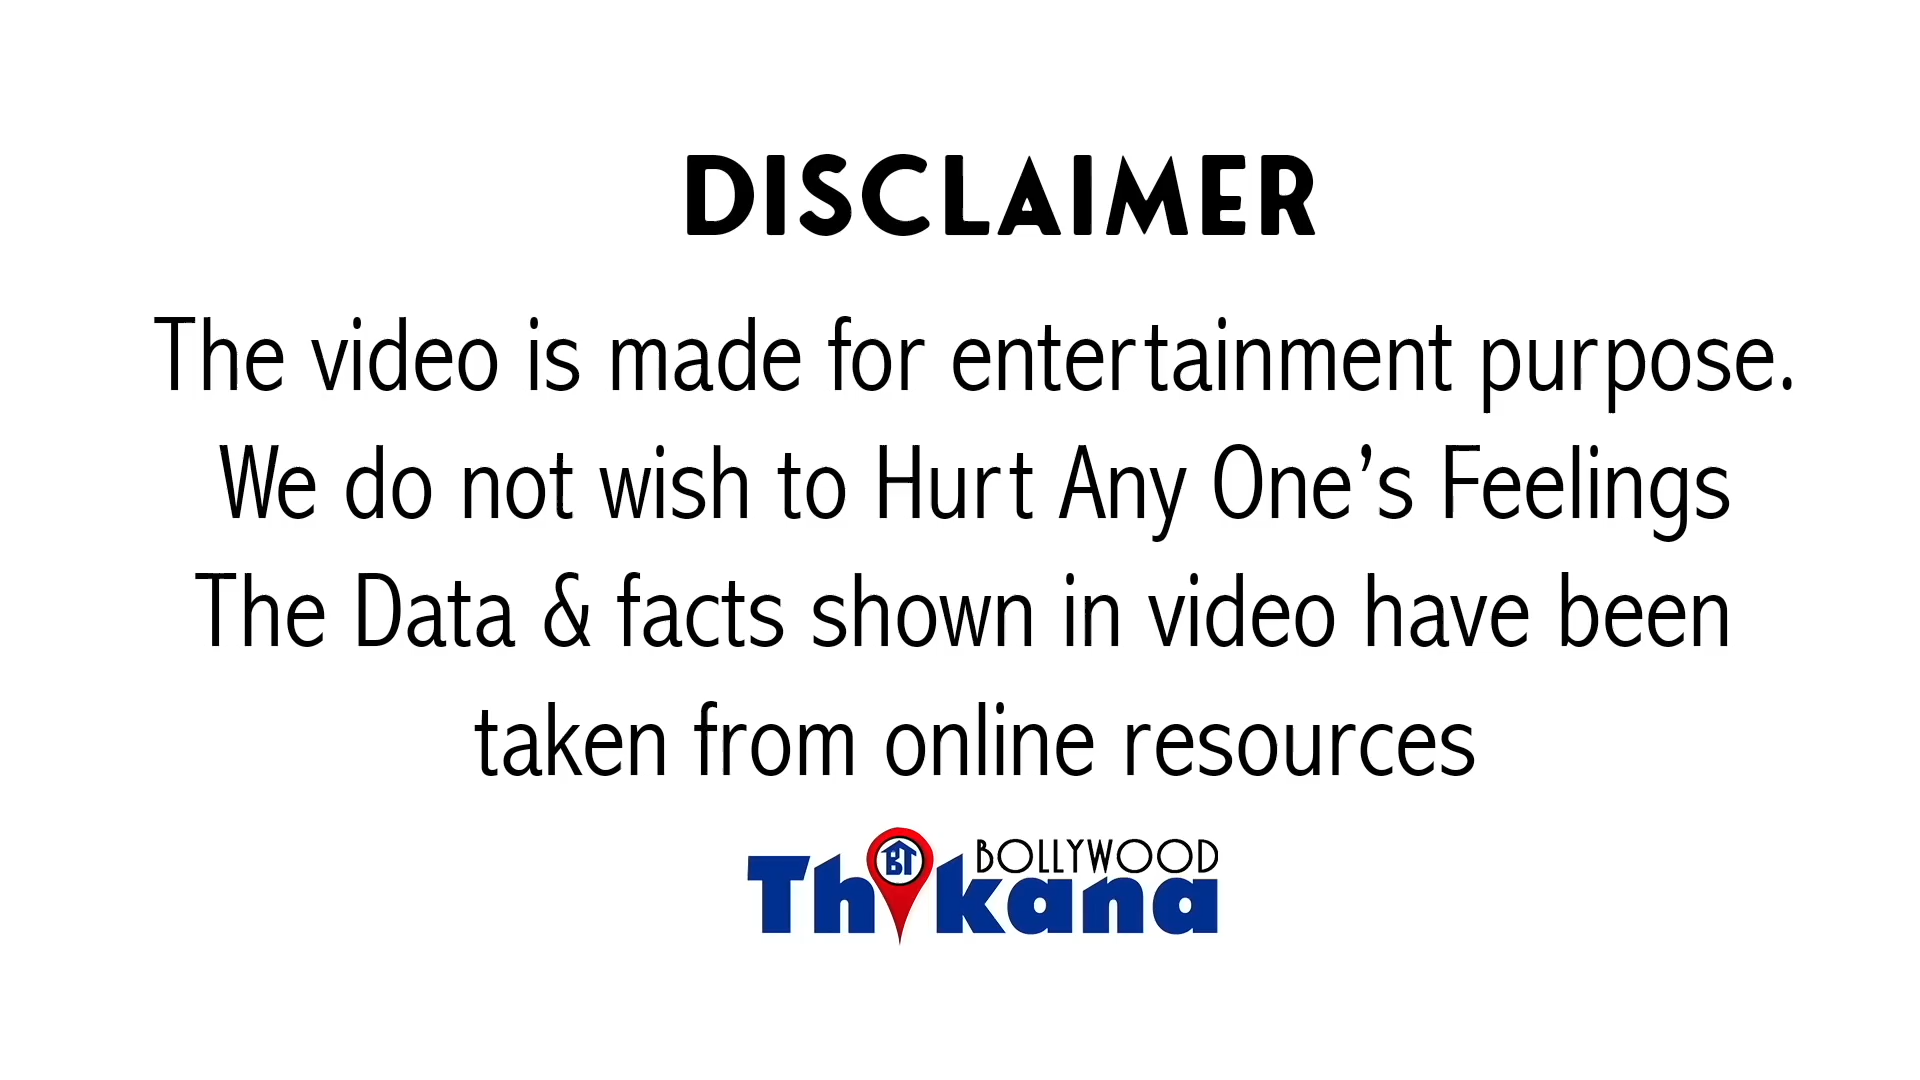 DISCLAIMER
The video is made for entertainment purpose.
We do not wish to Hurt Any One’s Feelings
The Data & facts shown in video have been
taken from online resources
BT
BOLLYWOOD
Thikana